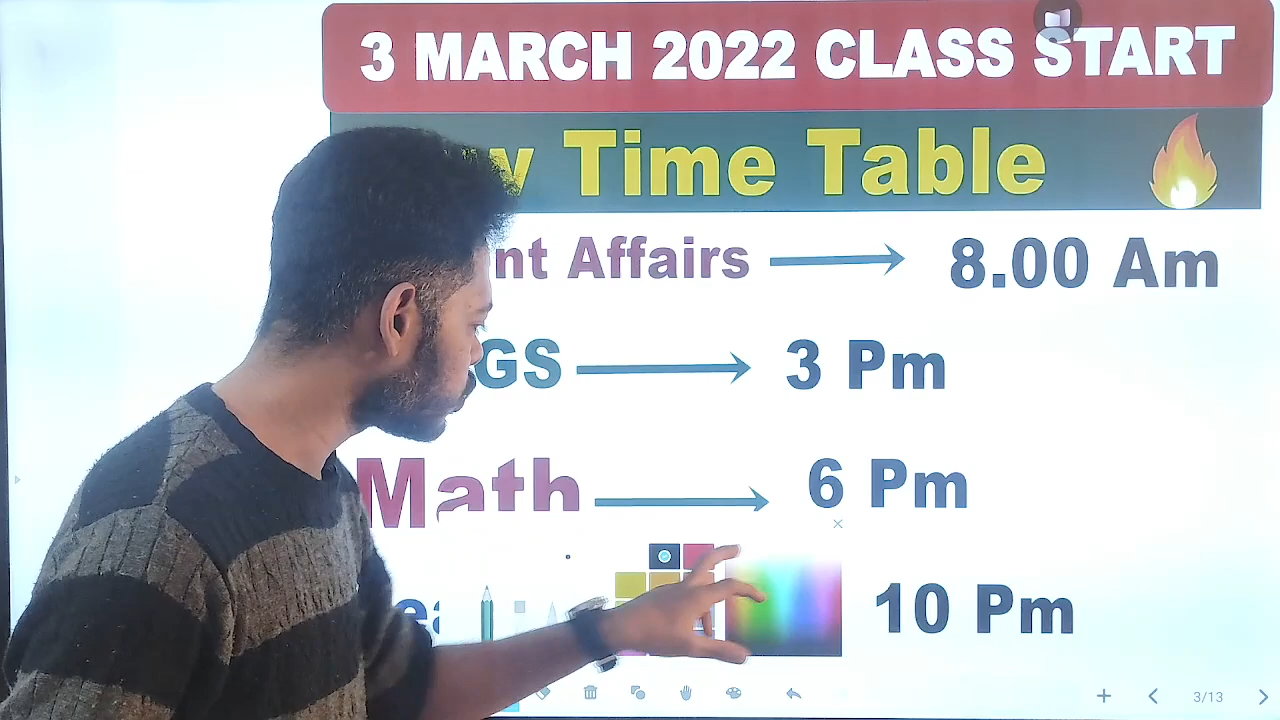 3 MARCH 2022 CLASS START
Time Table
Affairs 8.00 Am
GS 3 Pm
Math 6 Pm
10 Pm
3/13